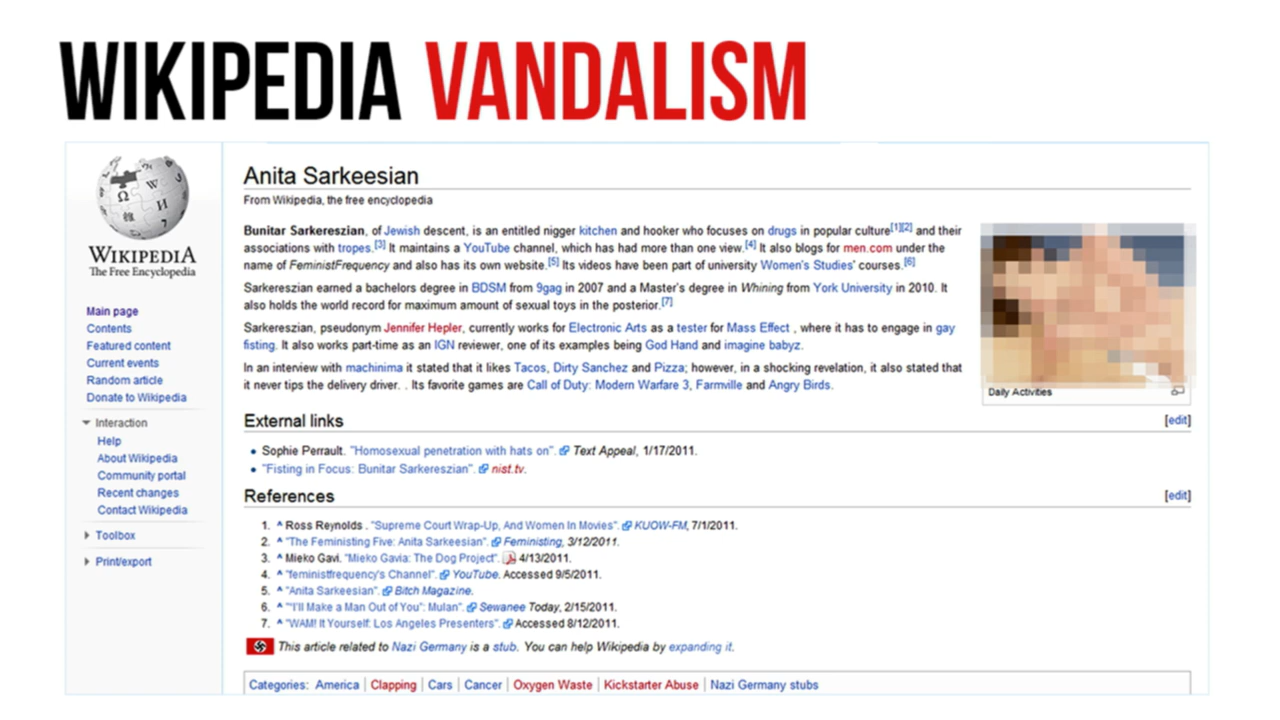 WIKIPEDIA VANDALISM
WIKIPEDIA
The Free Encyclopedia
Main page
Contents
Featured content
Current events
Random article
Donate to Wikipedia
Interaction
Help
About Wikipedia
Community portal
Recent changes
Contact Wikipedia
Toolbox
Print/export
Anita Sarkeesian
From Wikipedia, the free encyclopedia
Bunitar Sarkereszian, of Jewish descent, is an entitled nigger kitchen and hooker who focuses on drugs in popular culture[1][2] and their
associations with tropes.[3] It maintains a YouTube channel, which has had more than one view.[4] It also blogs for men.com under the
name of FeministFrequency and also has its own website.[5] Its videos have been part of university Women's Studies' courses.[6]
Sarkereszian earned a bachelors degree in BDSM from 9gag in 2007 and a Master's degree in Whining from York University in 2010. It
also holds the world record for maximum amount of sexual toys in the posterior.[7]
Sarkereszian, pseudonym Jennifer Hepler, currently works for Electronic Arts as a tester for Mass Effect , where it has to engage in gay
fisting. It also works part-time as an IGN reviewer, one of its examples being God Hand and imagine babyz.
In an interview with machinima it stated that it likes Tacos, Dirty Sanchez and Pizza; however, in a shocking revelation, it also stated that
it never tips the delivery driver. . Its favorite games are Call of Duty: Modern Warfare 3, Farmville and Angry Birds.
Daily Activities
External links [edit]
• Sophie Perrault. "Homosexual penetration with hats on". Text Appeal, 1/17/2011.
• "Fisting in Focus: Bunitar Sarkereszian". nist.tv.
References [edit]
1. ^ Ross Reynolds . "Supreme Court Wrap-Up, And Women In Movies". KUOW-FM, 7/1/2011.
2. ^ "The Feministing Five: Anita Sarkeesian". Feministing, 3/12/2011.
3. ^ Mieko Gavi. "Mieko Gavia: The Dog Project". 4/13/2011.
4. ^ "feministfrequency's Channel". YouTube. Accessed 9/5/2011.
5. ^ "Anita Sarkeesian". Bitch Magazine.
6. ^ ""I'll Make a Man Out of You": Mulan". Sewanee Today, 2/15/2011.
7. ^ "WAM! It Yourself: Los Angeles Presenters". Accessed 8/12/2011.
This article related to Nazi Germany is a stub. You can help Wikipedia by expanding it.
Categories: America | Clapping | Cars | Cancer | Oxygen Waste | Kickstarter Abuse | Nazi Germany stubs